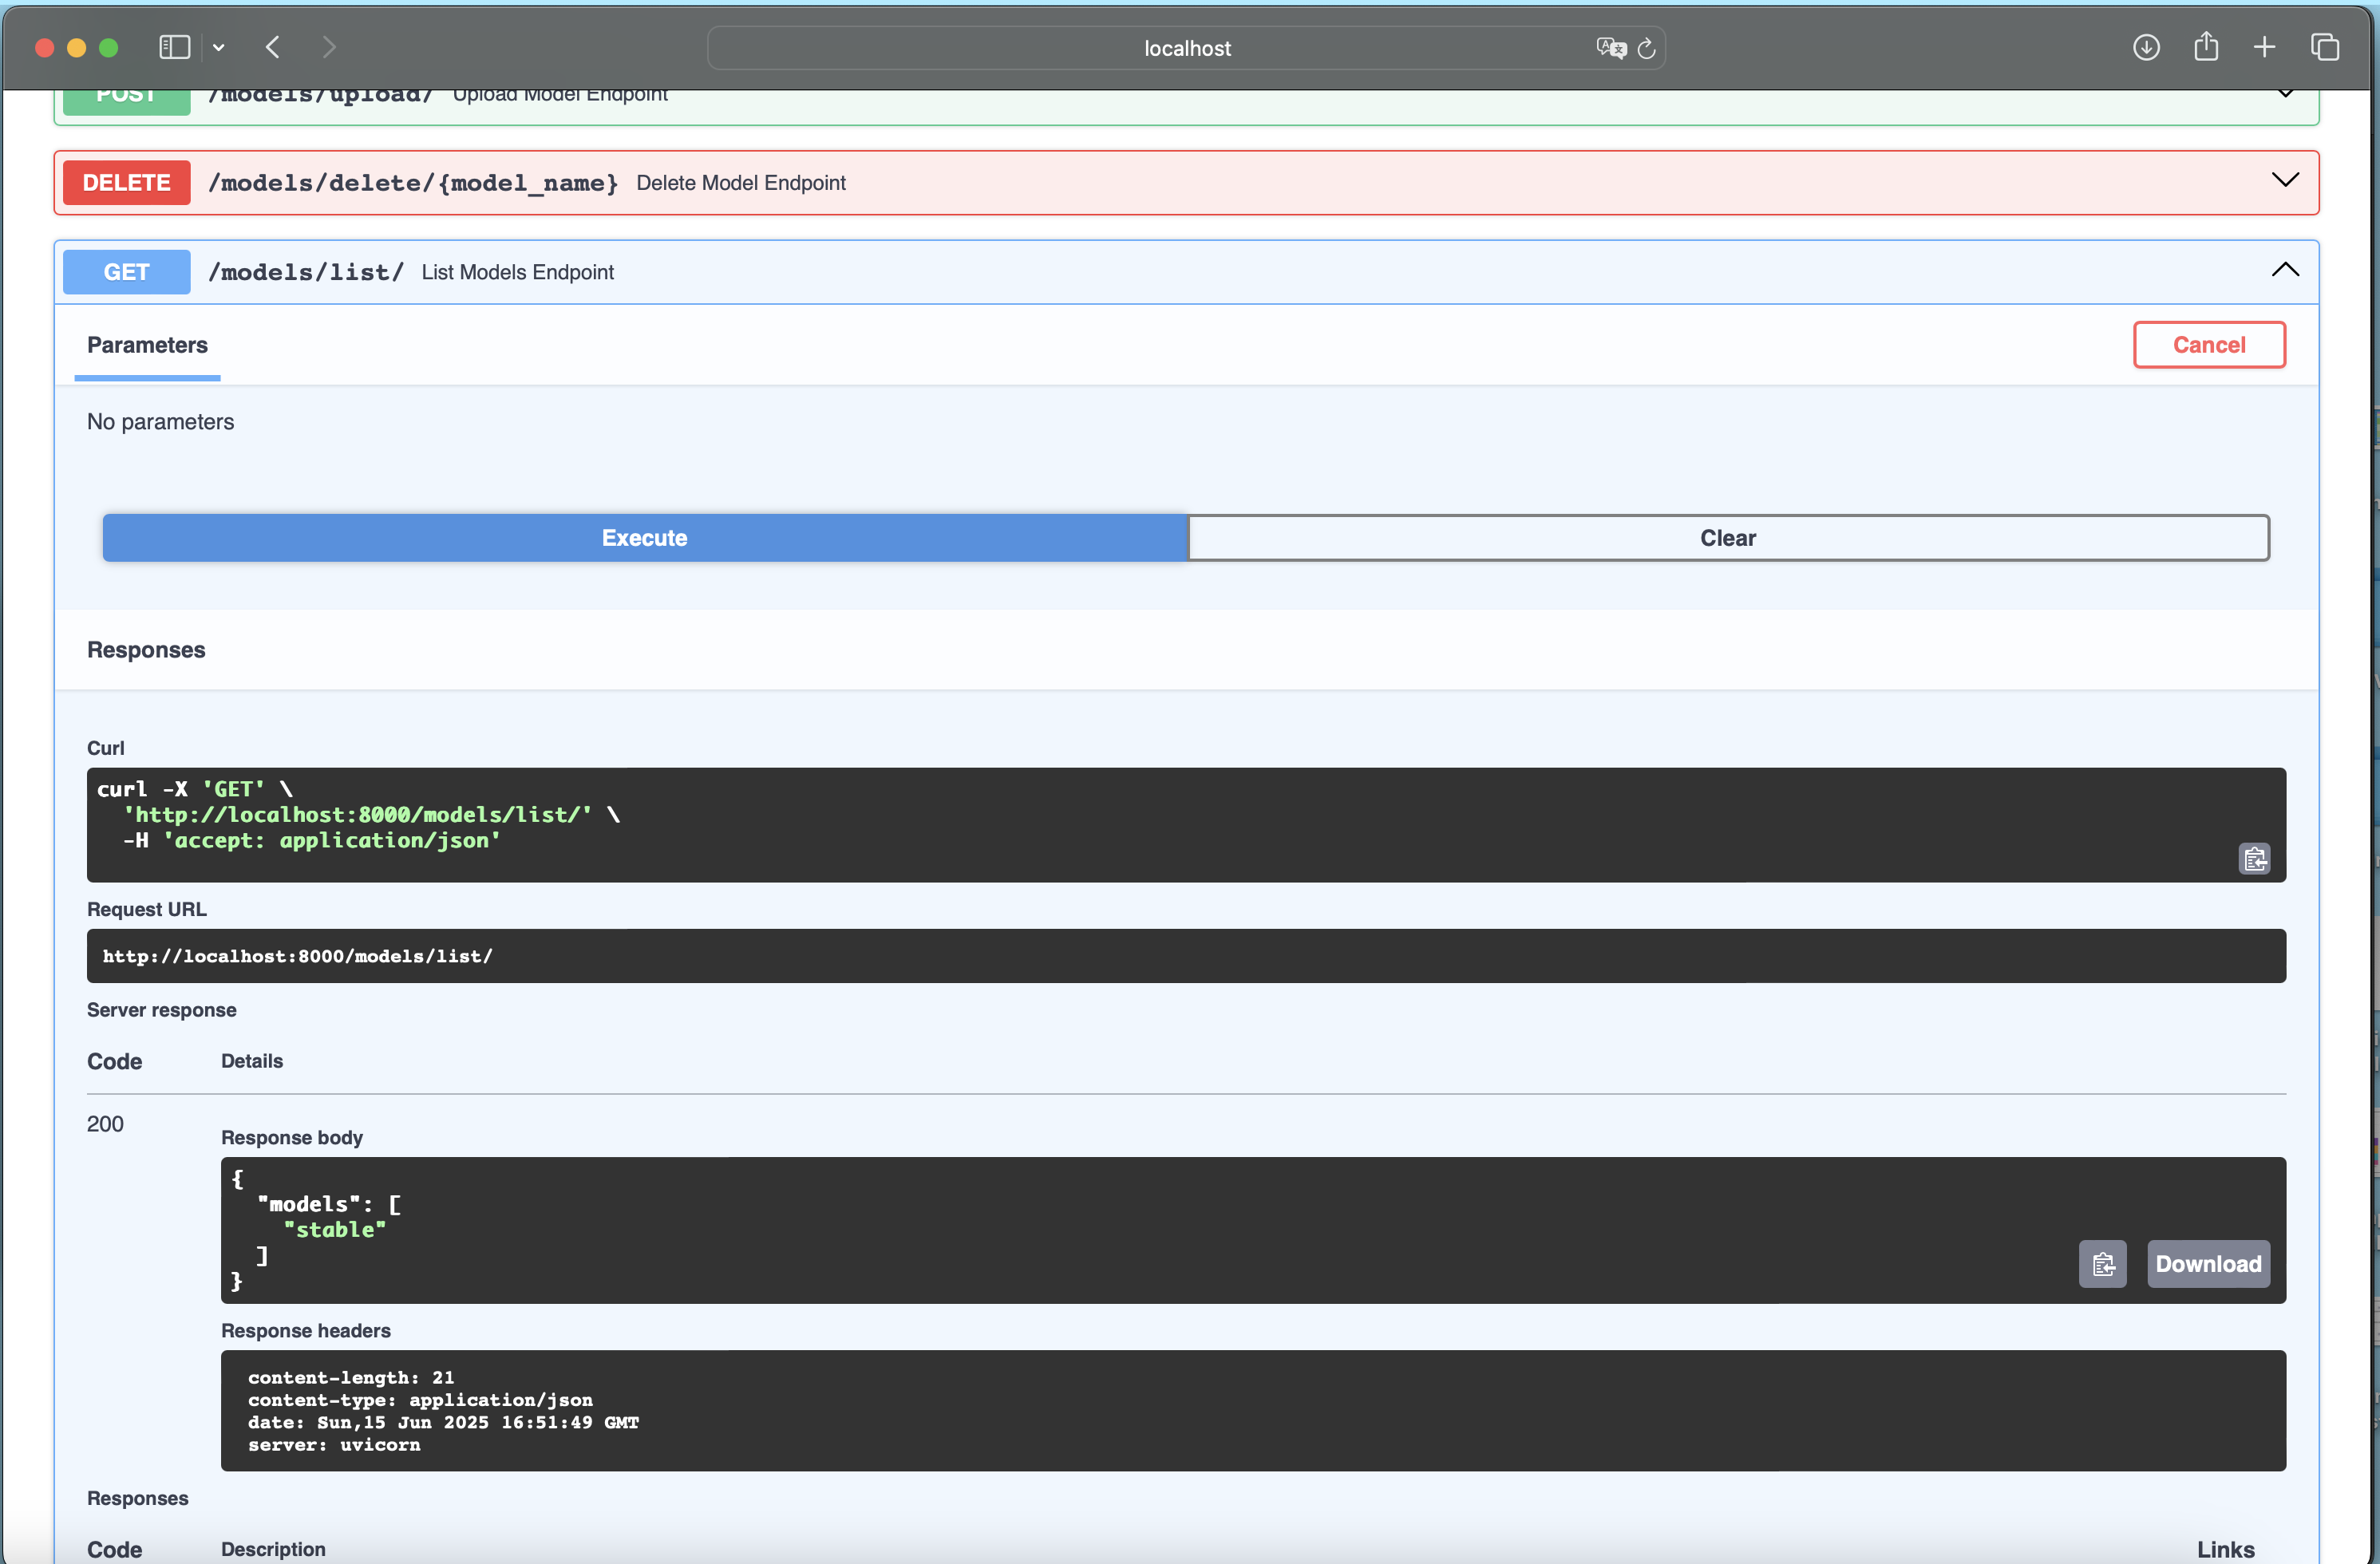 localhost
POST /models/upload/ Upload Model Endpoint
DELETE /models/delete/{model_name} Delete Model Endpoint
GET /models/list/ List Models Endpoint
Parameters
Cancel
No parameters
Execute
Clear
Responses
Curl
curl -X 'GET' \
  'http://localhost:8000/models/list/' \
  -H 'accept: application/json'
Request URL
http://localhost:8000/models/list/
Server response
Code Details
200
Response body
{
  "models": [
    "stable"
  ]
}
Download
Response headers
content-length: 21
content-type: application/json
date: Sun,15 Jun 2025 16:51:49 GMT
server: uvicorn
Responses
Code Description Links